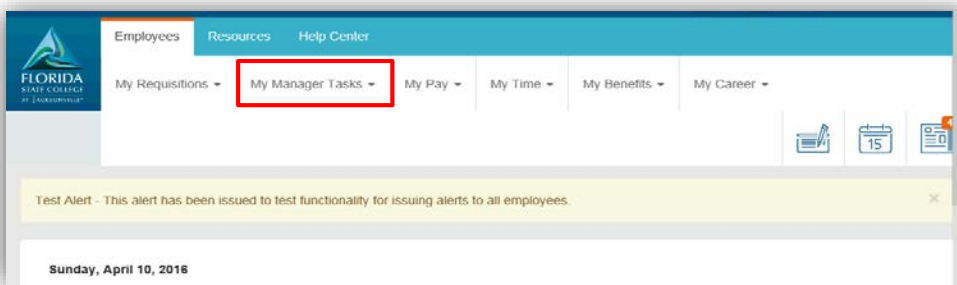 Employees Resources Help Center
FLORIDA
STATE COLLEGE
AT JACKSONVILLE
My Requisitions My Manager Tasks My Pay My Time My Benefits My Career
15
Test Alert - This alert has been issued to test functionality for issuing alerts to all employees.
Sunday, April 10, 2016